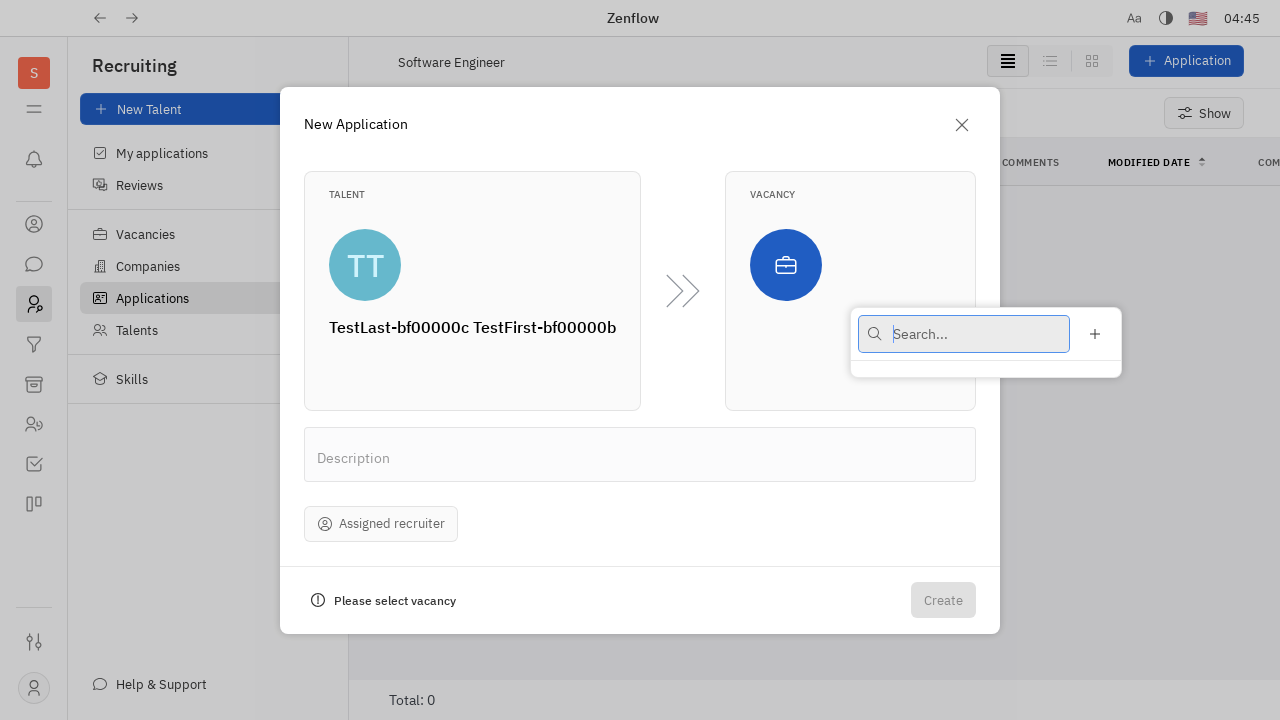 Zenflow
Aa
04:45
S
Recruiting
Software Engineer
Application
New Talent
Show
My applications
Reviews
Vacancies
Companies
Applications
Talents
Skills
Help & Support
COMMENTS
MODIFIED DATE
COM
New Application
TALENT
TT
TestLast-bf00000c TestFirst-bf00000b
VACANCY
Search...
Description
Assigned recruiter
Please select vacancy
Create
Total: 0